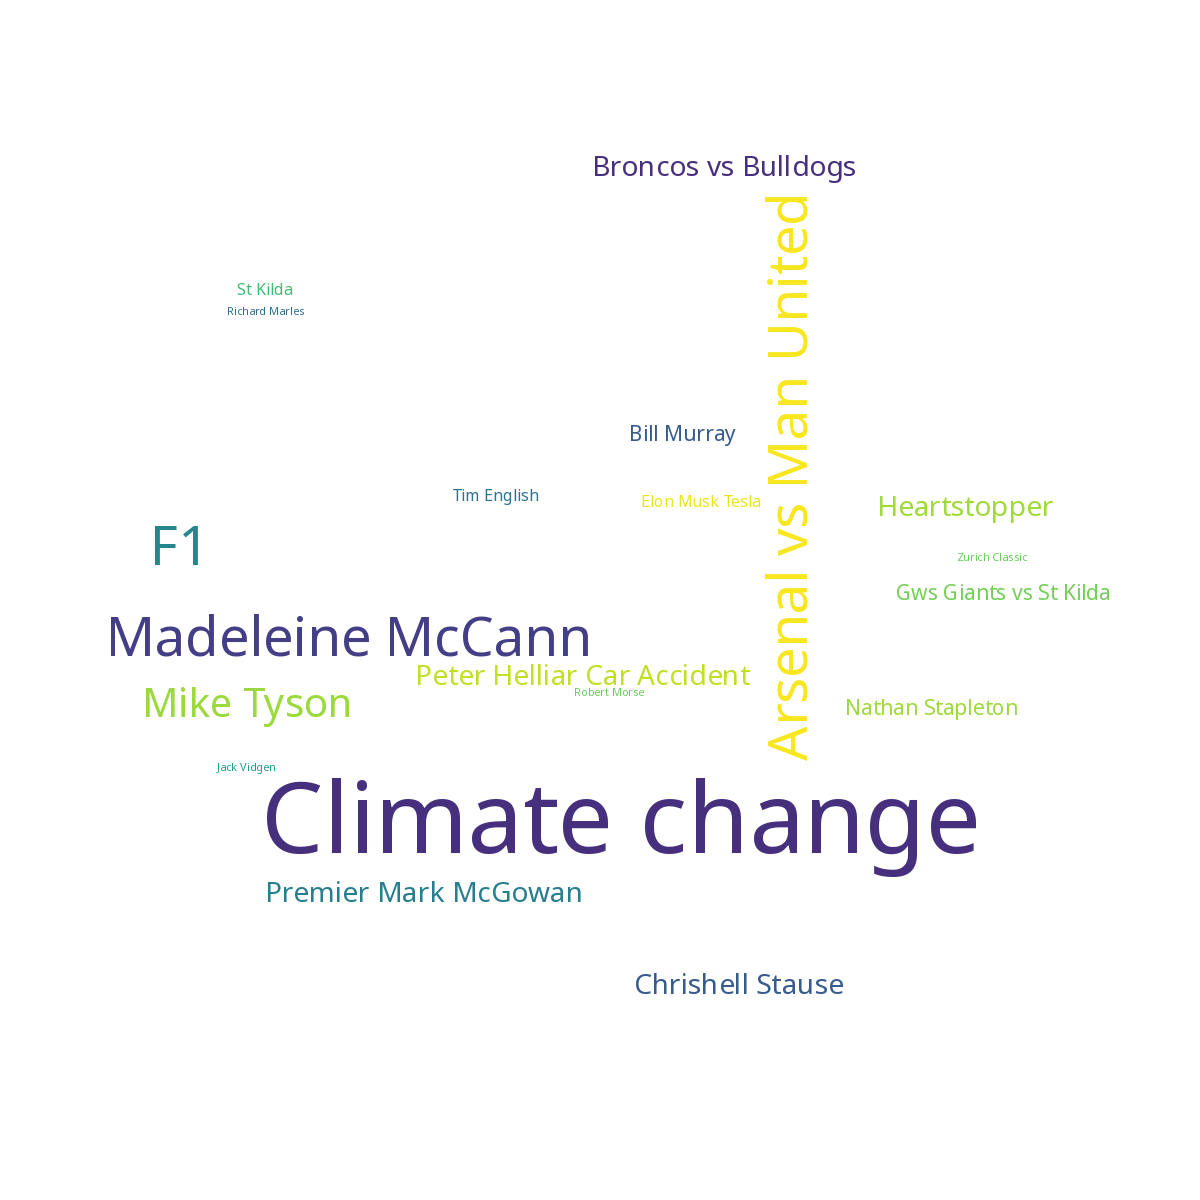 Broncos vs Bulldogs
Arsenal vs Man United
St Kilda
Richard Marles
Bill Murray
Tim English
Elon Musk Tesla
Heartstopper
F1
Zurich Classic
Gws Giants vs St Kilda
Madeleine McCann
Peter Helliar Car Accident
Robert Morse
Mike Tyson
Nathan Stapleton
Jack Vidgen
Climate change
Premier Mark McGowan
Chrishell Stause